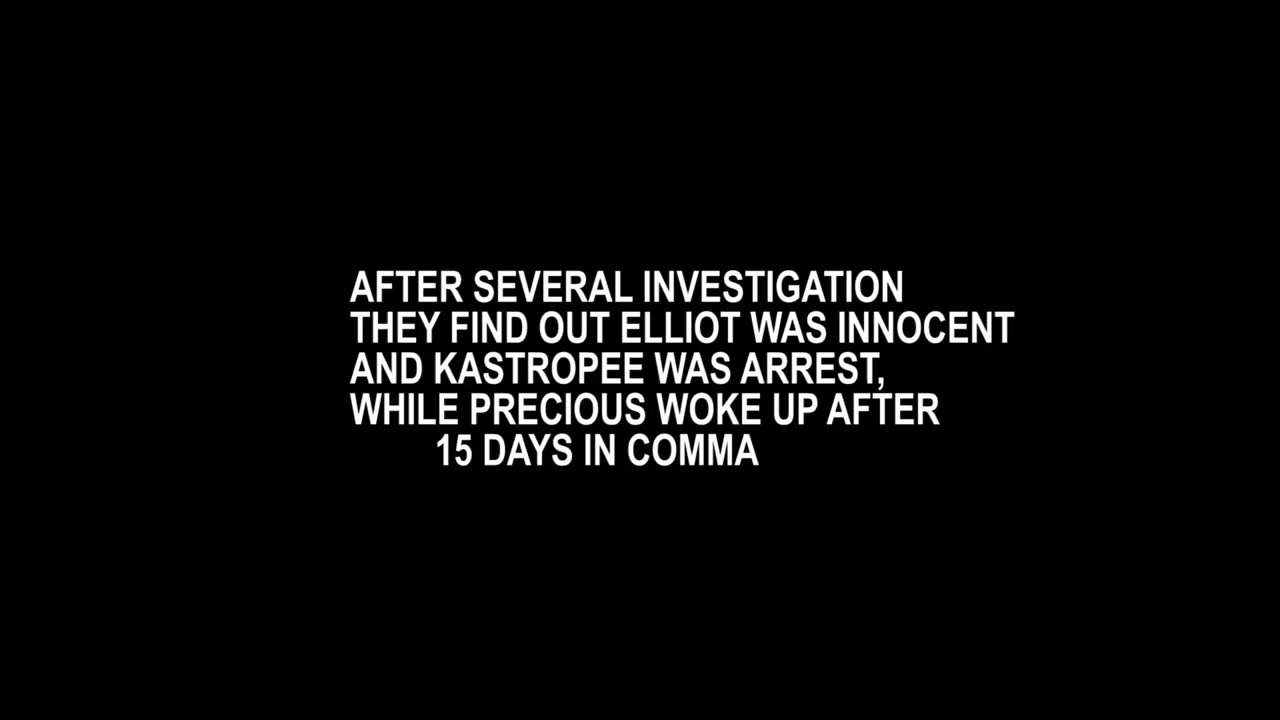 AFTER SEVERAL INVESTIGATION
THEY FIND OUT ELLIOT WAS INNOCENT
AND KASTROPEE WAS ARREST,
WHILE PRECIOUS WOKE UP AFTER
15 DAYS IN COMMA